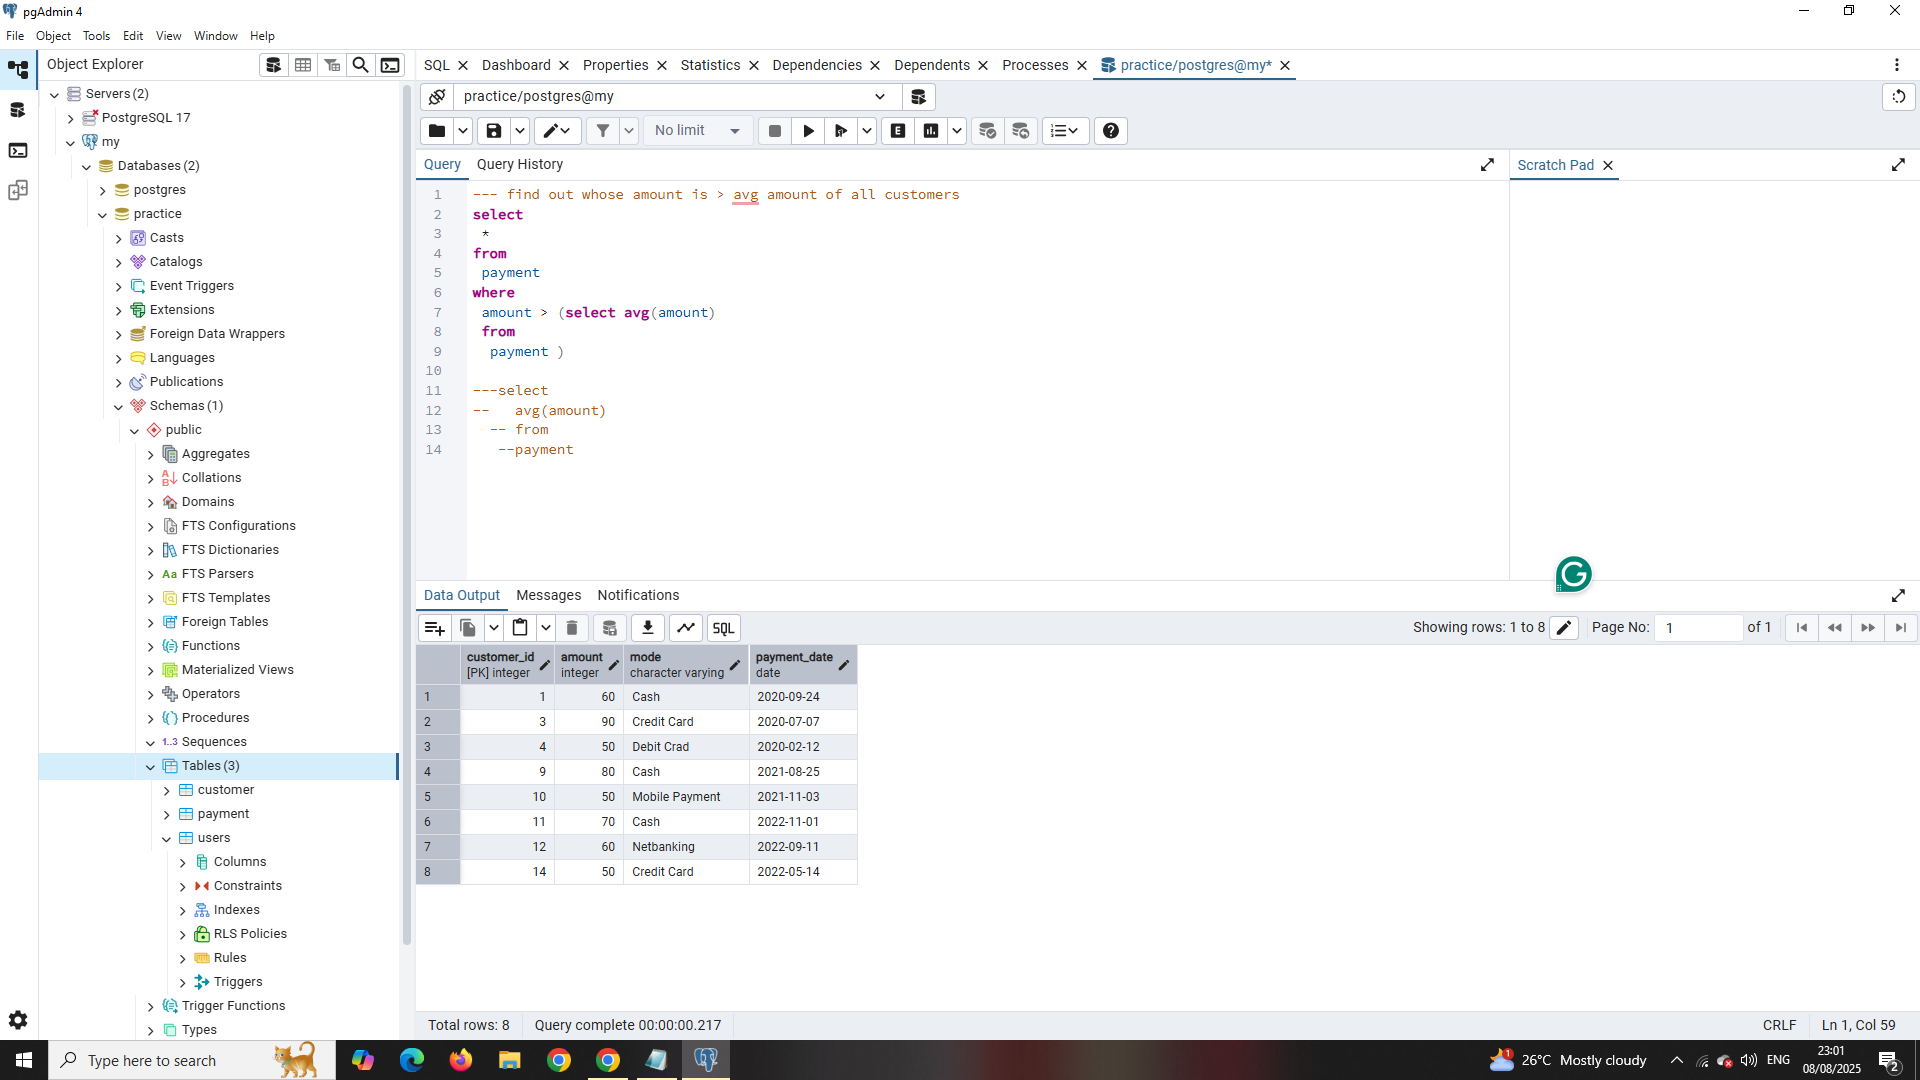 pgAdmin 4
File Object Tools Edit View Window Help
Object Explorer
Servers (2)
PostgreSQL 17
my
Databases (2)
postgres
practice
Casts
Catalogs
Event Triggers
Extensions
Foreign Data Wrappers
Languages
Publications
Schemas (1)
public
Aggregates
Collations
Domains
FTS Configurations
FTS Dictionaries
Aa FTS Parsers
FTS Templates
Foreign Tables
Functions
Materialized Views
Operators
Procedures
1..3 Sequences
Tables (3)
customer
payment
users
Columns
Constraints
Indexes
RLS Policies
Rules
Triggers
Trigger Functions
Types
SQL Dashboard Properties Statistics Dependencies Dependents Processes practice/postgres@my*
practice/postgres@my
No limit
E
Query Query History
Scratch Pad
1 --- find out whose amount is > avg amount of all customers
2 select
3 *
4 from
5 payment
6 where
7 amount > (select avg(amount)
8 from
9 payment )
10
11 ---select
12 -- avg(amount)
13 -- from
14 --payment
Data Output Messages Notifications
SQL
Showing rows: 1 to 8 Page No: 1 of 1
customer_id amount mode payment_date
[PK] integer integer character varying date
1 1 60 Cash 2020-09-24
2 3 90 Credit Card 2020-07-07
3 4 50 Debit Crad 2020-02-12
4 9 80 Cash 2021-08-25
5 10 50 Mobile Payment 2021-11-03
6 11 70 Cash 2022-11-01
7 12 60 Netbanking 2022-09-11
8 14 50 Credit Card 2022-05-14
Total rows: 8 Query complete 00:00:00.217
CRLF Ln 1, Col 59
Type here to search
1 26°C Mostly cloudy ENG 23:01
08/08/2025
2